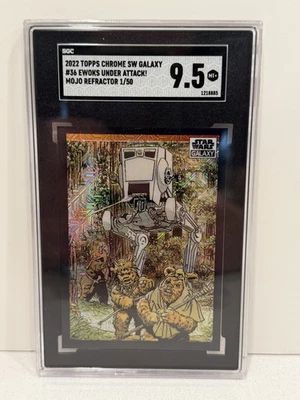 SGC
2022 TOPPS CHROME SW GALAXY
#36 EWOKS UNDER ATTACK!
MOJO REFRACTOR 1/50
9.5 MT+
1218885
STAR
WARS
GALAXY